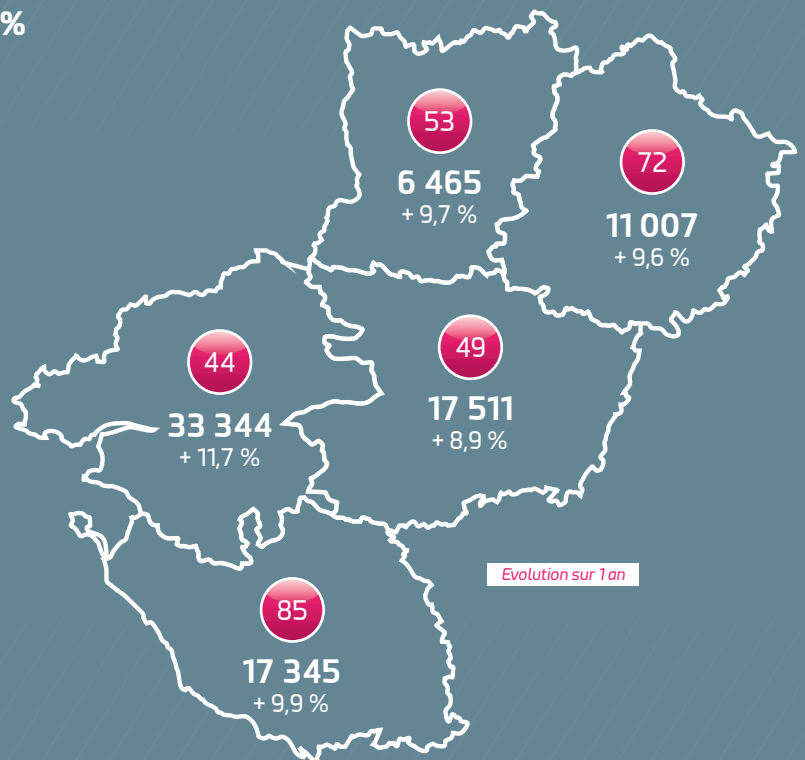 %
53
6 465
+ 9,7 %
72
11 007
+ 9,6 %
44
33 344
+ 11,7 %
49
17 511
+ 8,9 %
Evolution sur 1 an
85
17 345
+ 9,9 %